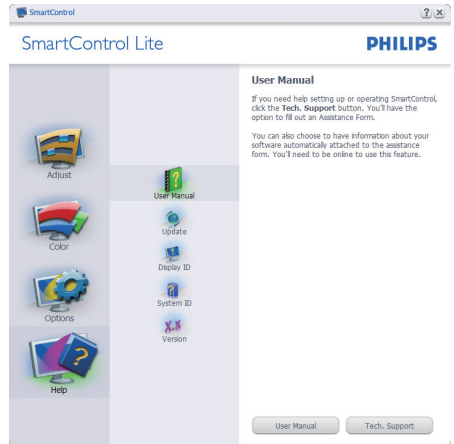 SmartControl
SmartControl Lite
PHILIPS
Adjust
Color
Options
Help
User Manual
Update
Display ID
System ID
X.X
Version
User Manual
If you need help setting up or operating SmartControl,
click the Tech. Support button. You'll have the
option to fill out an Assistance Form.
You can also choose to have information about your
software automatically attached to the assistance
form. You'll need to be online to use this feature.
User Manual
Tech. Support